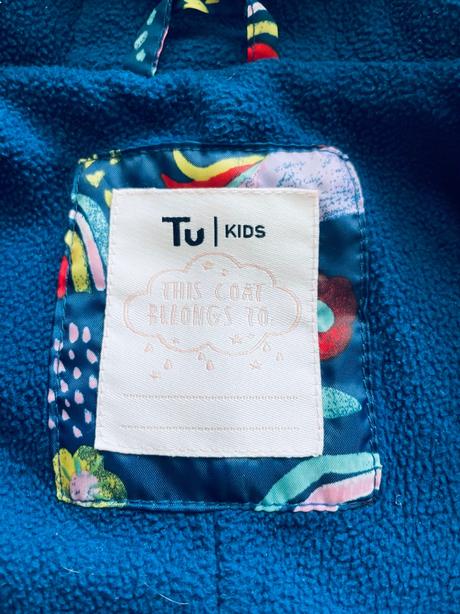 Tu | KIDS
THIS COAT
BELONGS TO